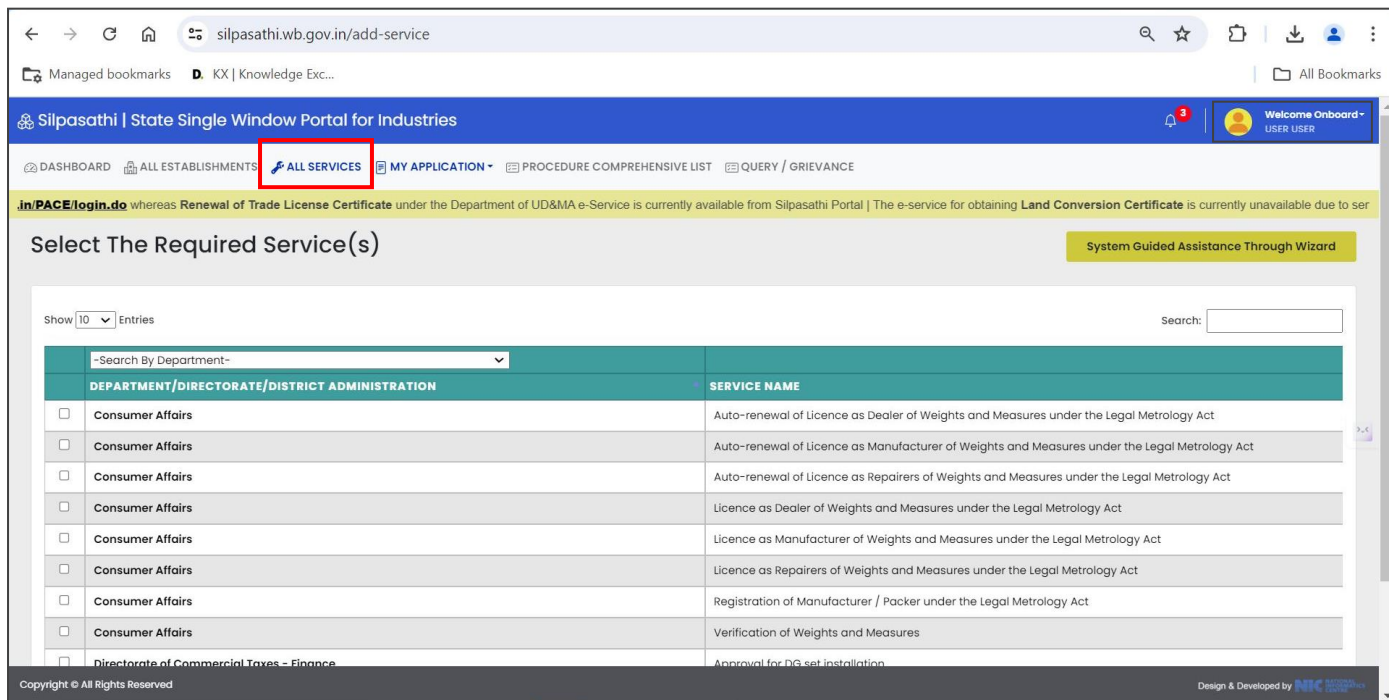 silpasathi.wb.gov.in/add-service
Managed bookmarks D. KX | Knowledge Exc... All Bookmarks
Silpasathi | State Single Window Portal for Industries 3 Welcome Onboard
USER USER
DASHBOARD ALL ESTABLISHMENTS ALL SERVICES MY APPLICATION PROCEDURE COMPREHENSIVE LIST QUERY / GRIEVANCE
.in/PACE/login.do whereas Renewal of Trade License Certificate under the Department of UD&MA e-Service is currently available from Silpasathi Portal | The e-service for obtaining Land Conversion Certificate is currently unavailable due to ser
Select The Required Service(s) System Guided Assistance Through Wizard
Show 10 Entries Search:
-Search By Department-
DEPARTMENT/DIRECTORATE/DISTRICT ADMINISTRATION SERVICE NAME
Consumer Affairs Auto-renewal of Licence as Dealer of Weights and Measures under the Legal Metrology Act
Consumer Affairs Auto-renewal of Licence as Manufacturer of Weights and Measures under the Legal Metrology Act
Consumer Affairs Auto-renewal of Licence as Repairers of Weights and Measures under the Legal Metrology Act
Consumer Affairs Licence as Dealer of Weights and Measures under the Legal Metrology Act
Consumer Affairs Licence as Manufacturer of Weights and Measures under the Legal Metrology Act
Consumer Affairs Licence as Repairers of Weights and Measures under the Legal Metrology Act
Consumer Affairs Registration of Manufacturer / Packer under the Legal Metrology Act
Consumer Affairs Verification of Weights and Measures
Directorate of Commercial Taxes - Finance Approval for DG set installation
Copyright © All Rights Reserved Design & Developed by NIC NATIONAL INFORMATICS CENTRE